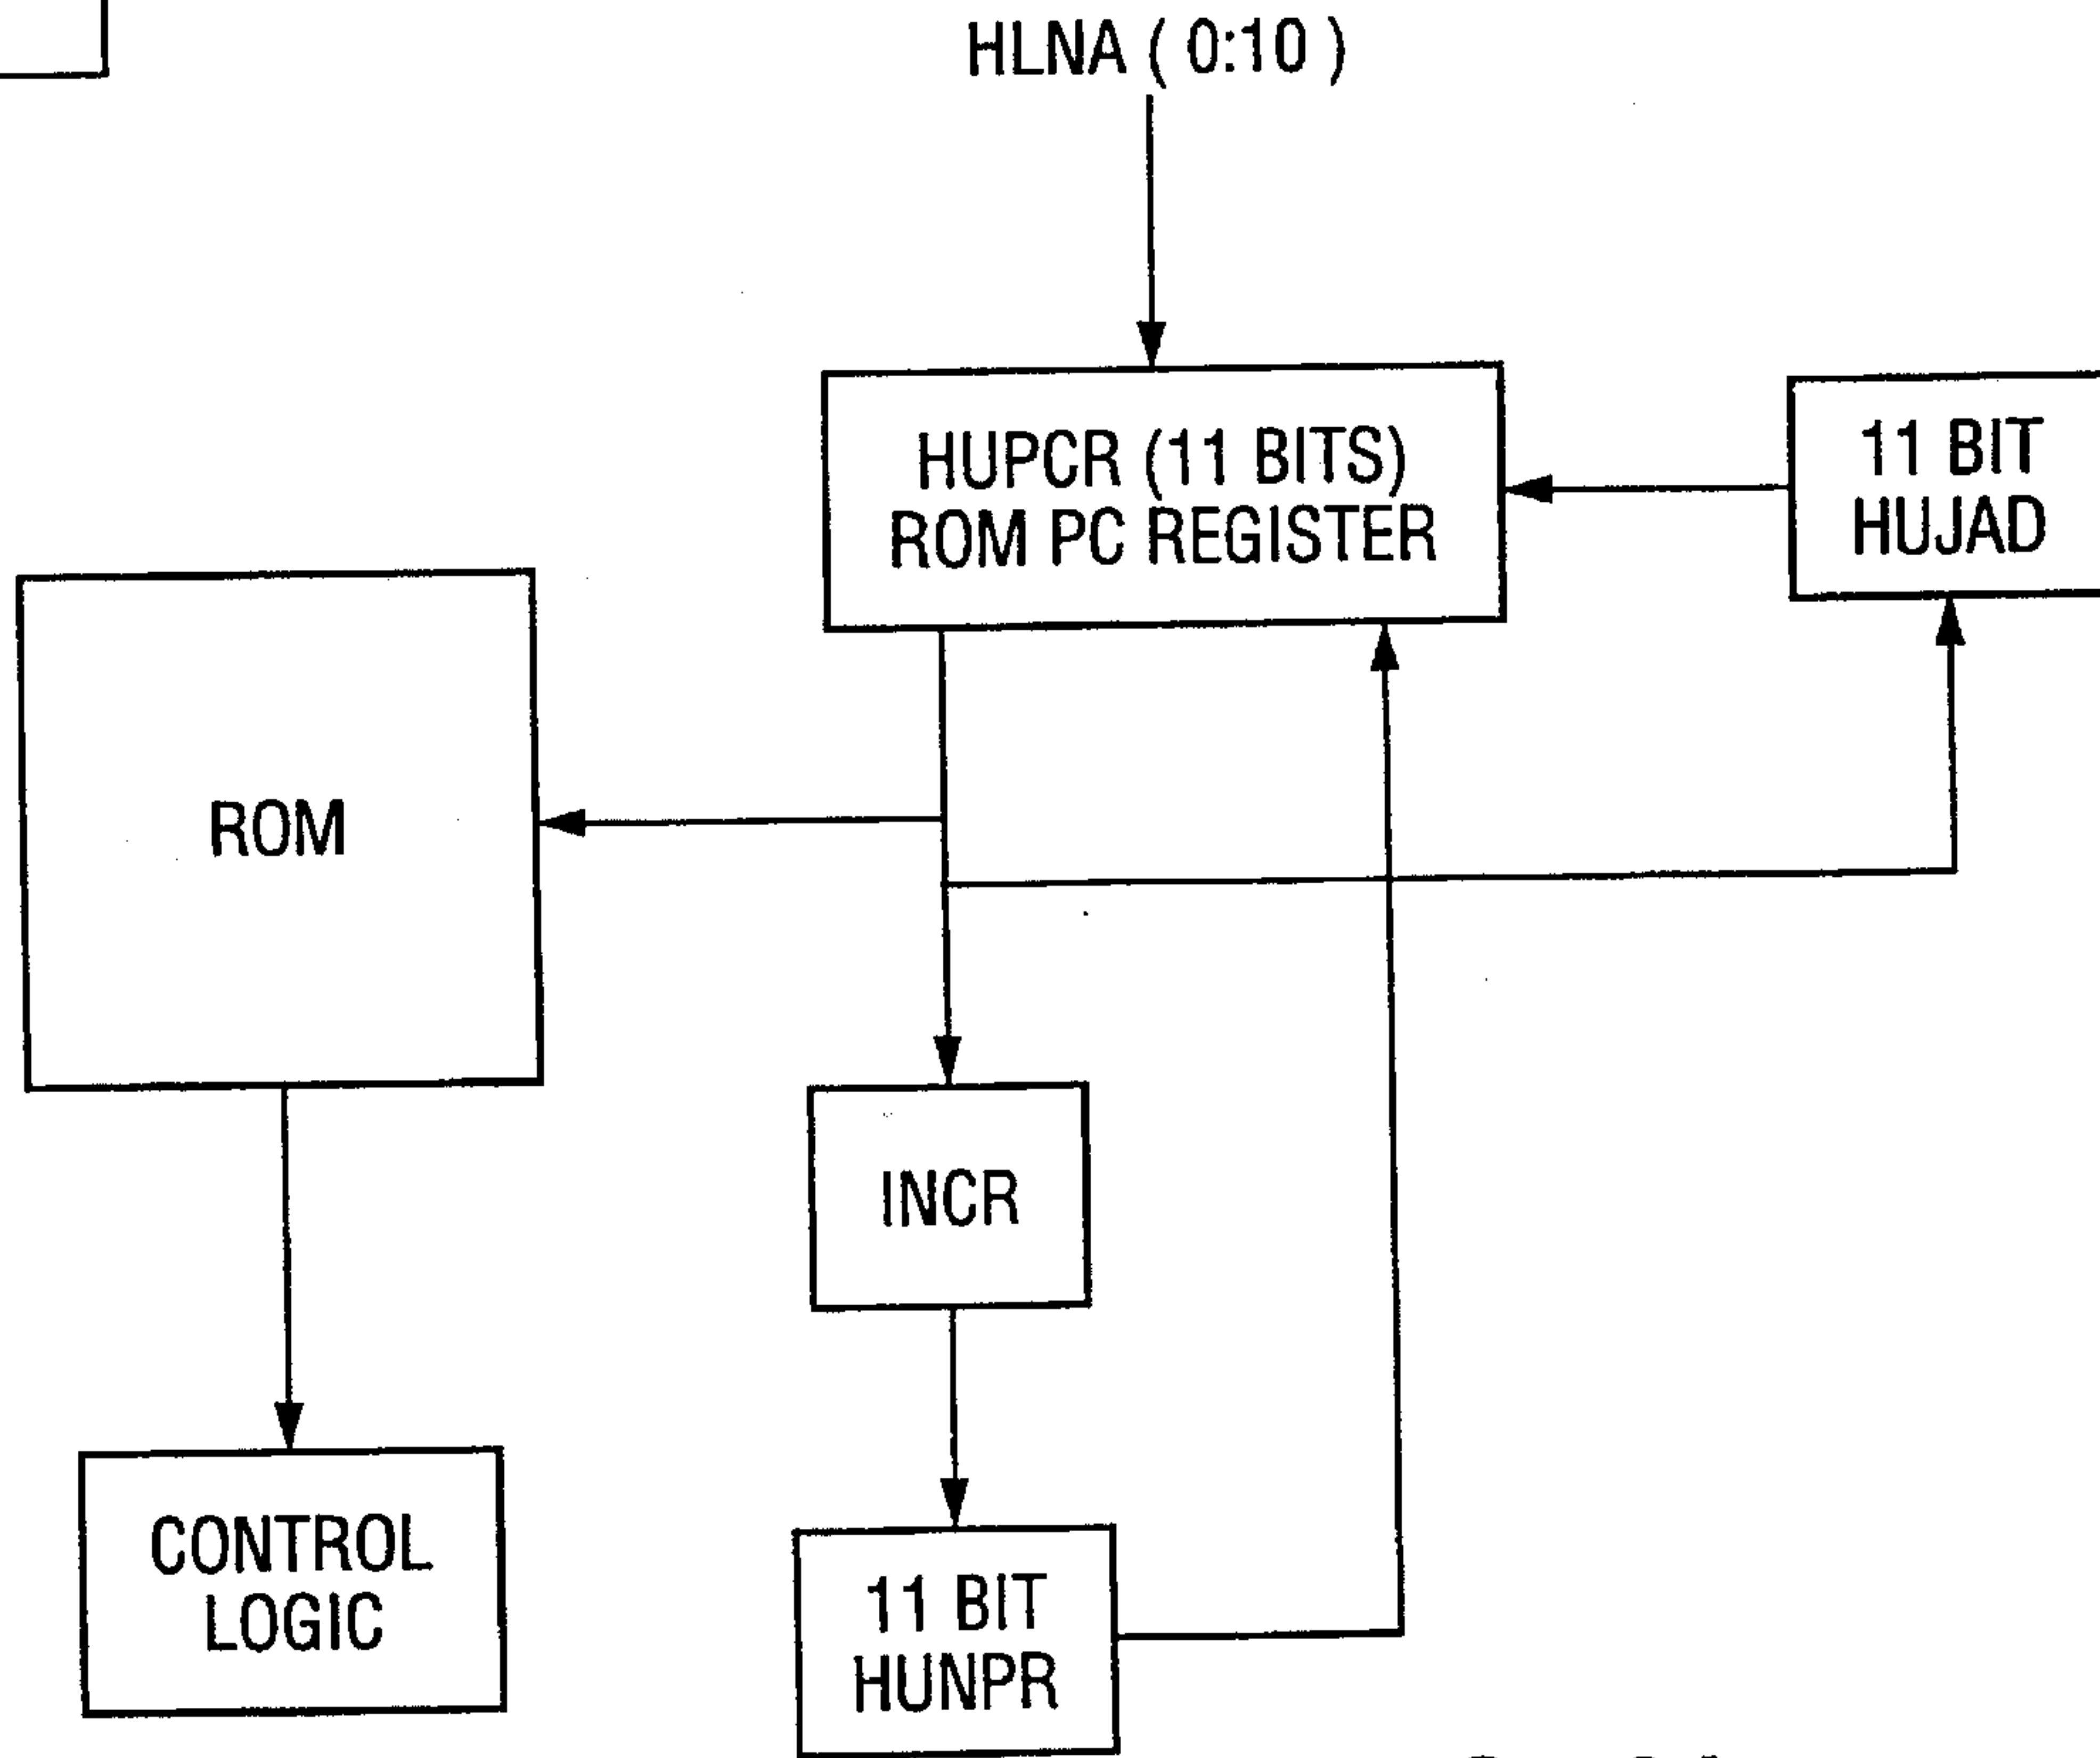 HLNA ( 0:10 )
HUPCR (11 BITS)
ROM PC REGISTER
11 BIT
HUJAD
ROM
INCR
CONTROL
LOGIC
11 BIT
HUNPR